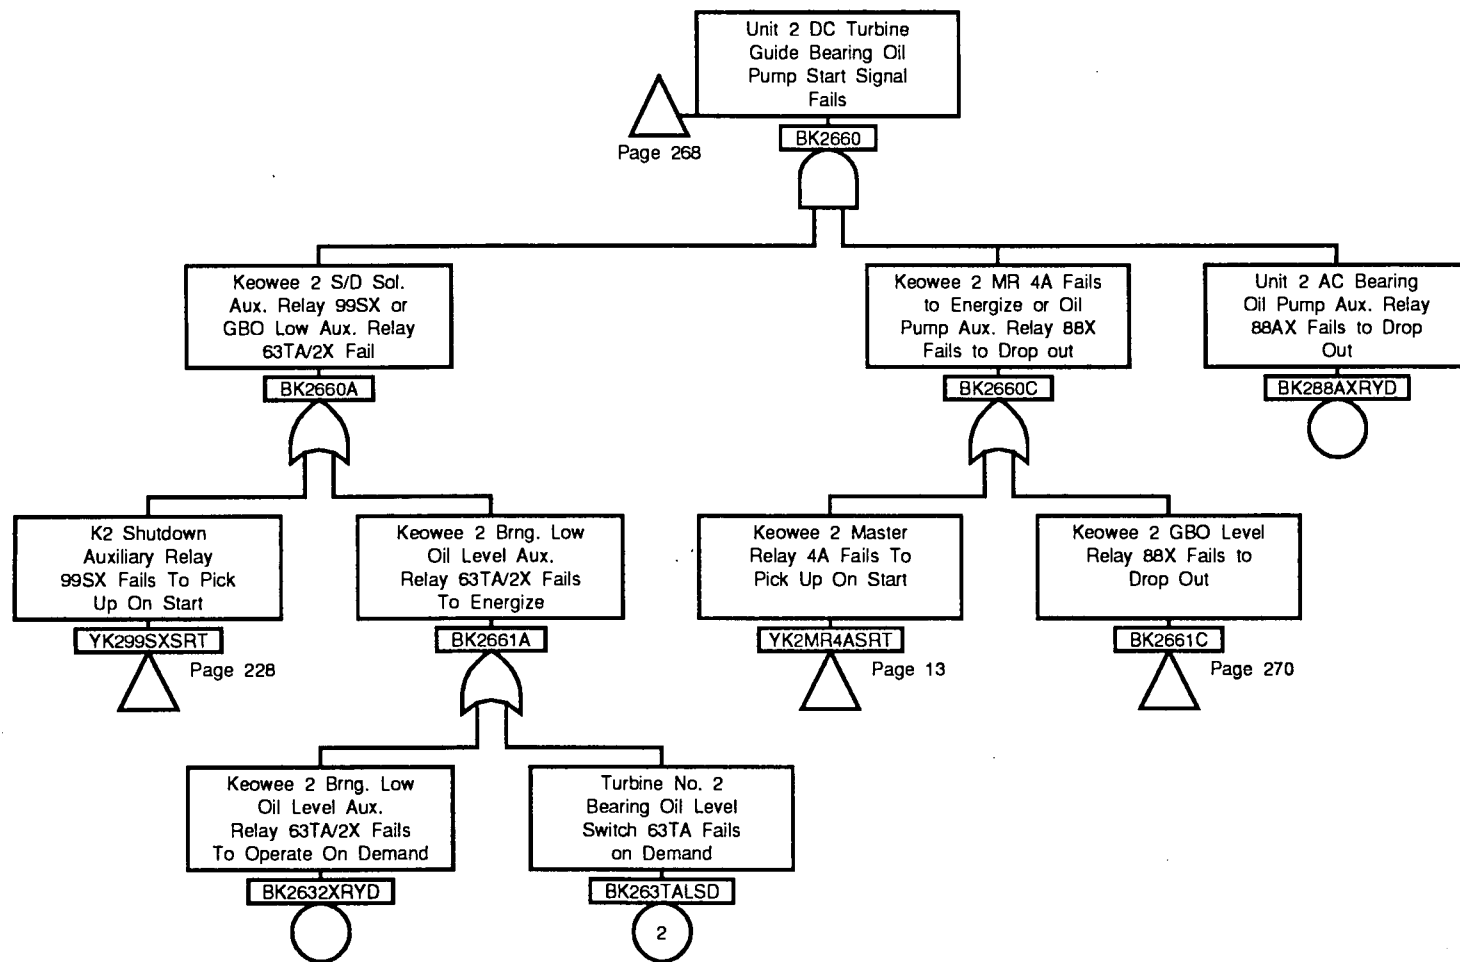 Unit 2 DC Turbine
Guide Bearing Oil
Pump Start Signal
Fails
Page 268
BK2660
Keowee 2 S/D Sol.
Aux. Relay 99SX or
GBO Low Aux. Relay
63TA/2X Fail
BK2660A
Keowee 2 MR 4A Fails
to Energize or Oil
Pump Aux. Relay 88X
Fails to Drop out
BK2660C
Unit 2 AC Bearing
Oil Pump Aux. Relay
88AX Fails to Drop
Out
BK288AXRYD
K2 Shutdown
Auxiliary Relay
99SX Fails To Pick
Up On Start
YK299SXSRT
Page 228
Keowee 2 Brng. Low
Oil Level Aux.
Relay 63TA/2X Fails
To Energize
BK2661A
Keowee 2 Master
Relay 4A Fails To
Pick Up On Start
YK2MR4ASRT
Page 13
Keowee 2 GBO Level
Relay 88X Fails to
Drop Out
BK2661C
Page 270
Keowee 2 Brng. Low
Oil Level Aux.
Relay 63TA/2X Fails
To Operate On Demand
BK2632XRYD
Turbine No. 2
Bearing Oil Level
Switch 63TA Fails
on Demand
BK263TALSD
2